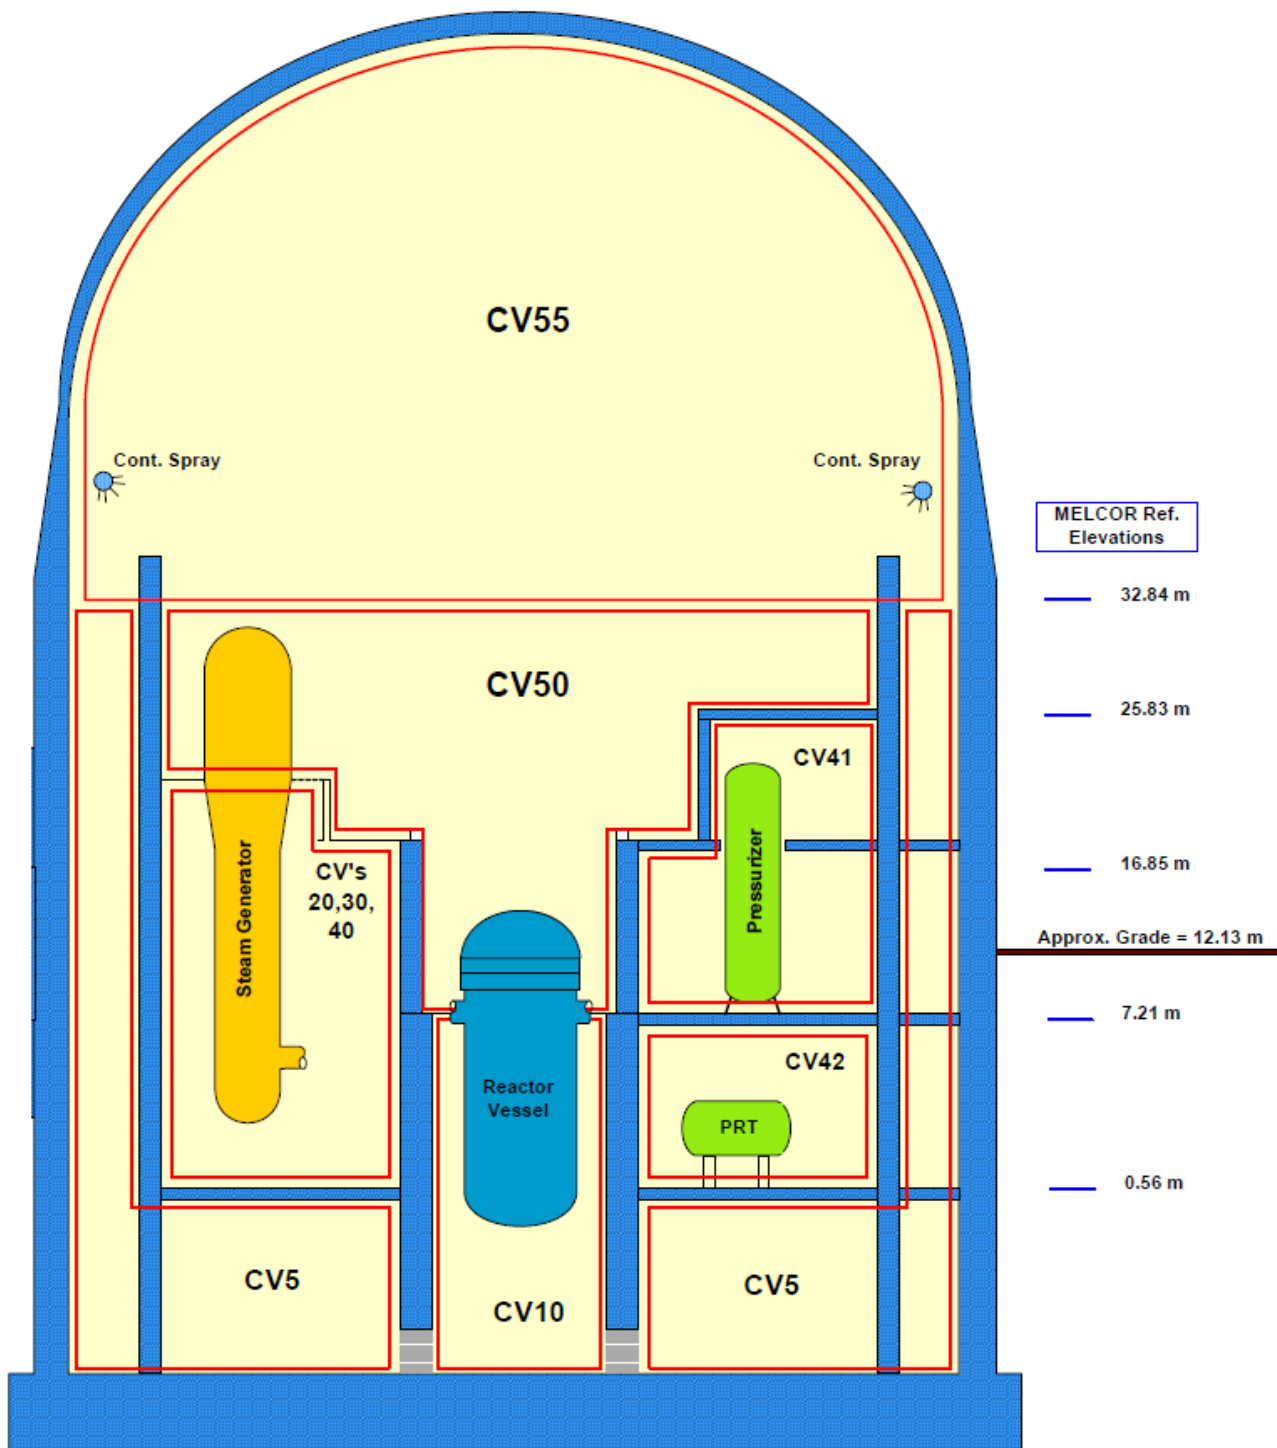 CV55
Cont. Spray
Cont. Spray
MELCOR Ref.
Elevations
32.84 m
CV50
25.83 m
CV41
Pressurizer
16.85 m
CV's
20,30,
40
Steam Generator
Approx. Grade = 12.13 m
7.21 m
CV42
Reactor
Vessel
PRT
0.56 m
CV5
CV10
CV5